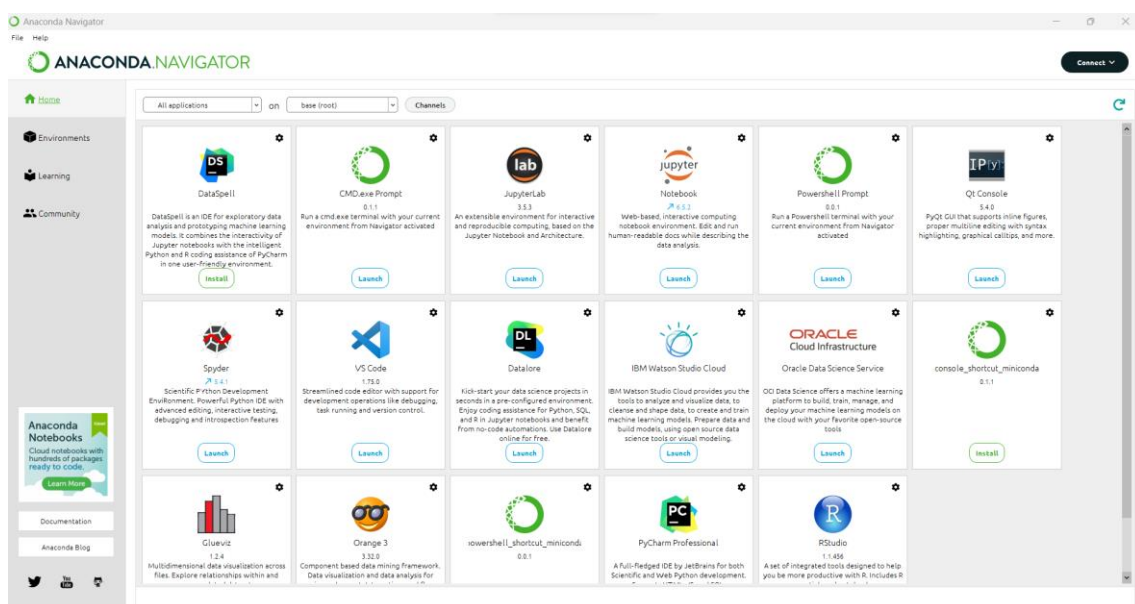 Anaconda Navigator
File Help
ANACONDA.NAVIGATOR
Connect
Home
Environments
Learning
Community
All applications on base (root) Channels
DS
DataSpell
DataSpell is an IDE for exploratory data
analysis and prototyping machine learning
models. It combines the interactivity of
Jupyter notebooks with the intelligent
Python and R coding assistance of PyCharm
in one user-friendly environment.
Install
CMD.exe Prompt
0.1.1
Run a cmd.exe terminal with your current
environment from Navigator activated
Launch
lab
JupyterLab
3.5.3
An extensible environment for interactive
and reproducible computing, based on the
Jupyter Notebook and Architecture.
Launch
jupyter
Notebook
6.5.2
Web-based, interactive computing
notebook environment. Edit and run
human-readable docs while describing the
data analysis.
Launch
Powershell Prompt
0.0.1
Run a Powershell terminal with your
current environment from Navigator
activated
Launch
IP[y]:
Qt Console
5.4.0
PyQt GUI that supports inline figures,
proper multiline editing with syntax
highlighting, graphical calltips, and more.
Launch
Spyder
5.4.1
Scientific PYthon Development
EnviRonment. Powerful Python IDE with
advanced editing, interactive testing,
debugging and introspection features
Launch
VS Code
1.75.0
Streamlined code editor with support for
development operations like debugging,
task running and version control.
Launch
DL
Datalore
Kick-start your data science projects in
seconds in a pre-configured environment.
Enjoy coding assistance for Python, SQL,
and R in Jupyter notebooks and benefit
from no-code automations. Use Datalore
online for free.
Launch
IBM Watson Studio Cloud
IBM Watson Studio Cloud provides you the
tools to analyze and visualize data, to
cleanse and shape data, to create and train
machine learning models. Prepare data and
build models, using open source data
science tools or visual modeling.
Launch
ORACLE
Cloud Infrastructure
Oracle Data Science Service
OCI Data Science offers a machine learning
platform to build, train, manage, and
deploy your machine learning models on
the cloud with your favorite open-source
tools
Launch
console_shortcut_miniconda
0.1.1
Install
Glueviz
1.2.4
Multidimensional data visualization across
files. Explore relationships within and
Orange 3
3.32.0
Component based data mining framework.
Data visualization and data analysis for
owershell_shortcut_miniconda
0.0.1
PC
PyCharm Professional
A full-fledged IDE by JetBrains for both
Scientific and Web Python development.
R
RStudio
1.1.456
A set of integrated tools designed to help
you be more productive with R. Includes R
Anaconda
Notebooks
Cloud notebooks with
hundreds of packages
ready to code.
Learn More
Documentation
Anaconda Blog
You